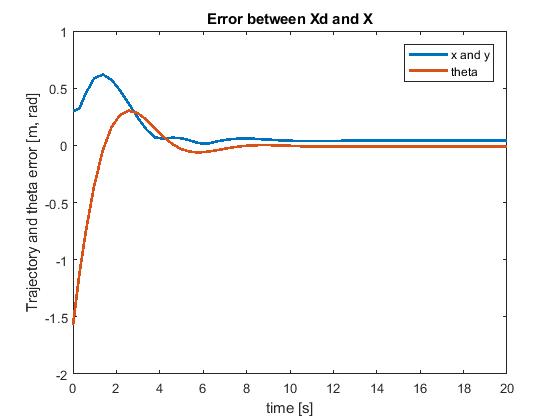 Error between Xd and X
x and y
theta
Trajectory and theta error [m, rad]
1
0.5
0
-0.5
-1
-1.5
-2
0 2 4 6 8 10 12 14 16 18 20
time [s]